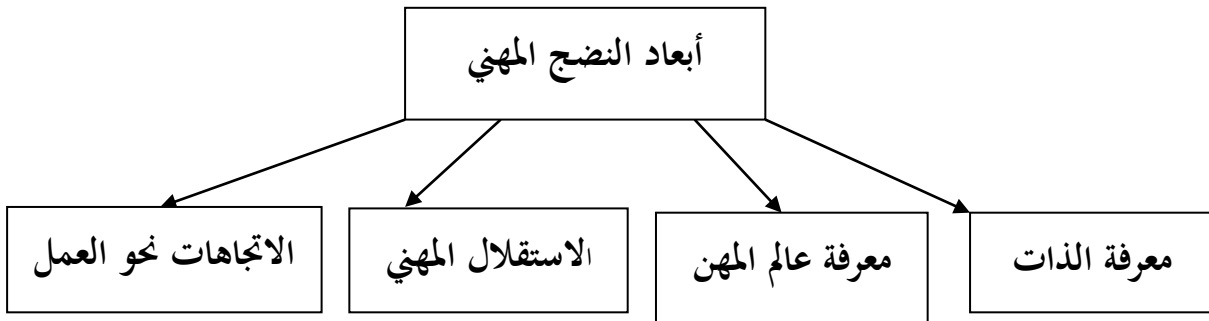 أبعاد النضج المهني
معرفة الذات
معرفة عالم المهن
الاستقلال المهني
الاتجاهات نحو العمل